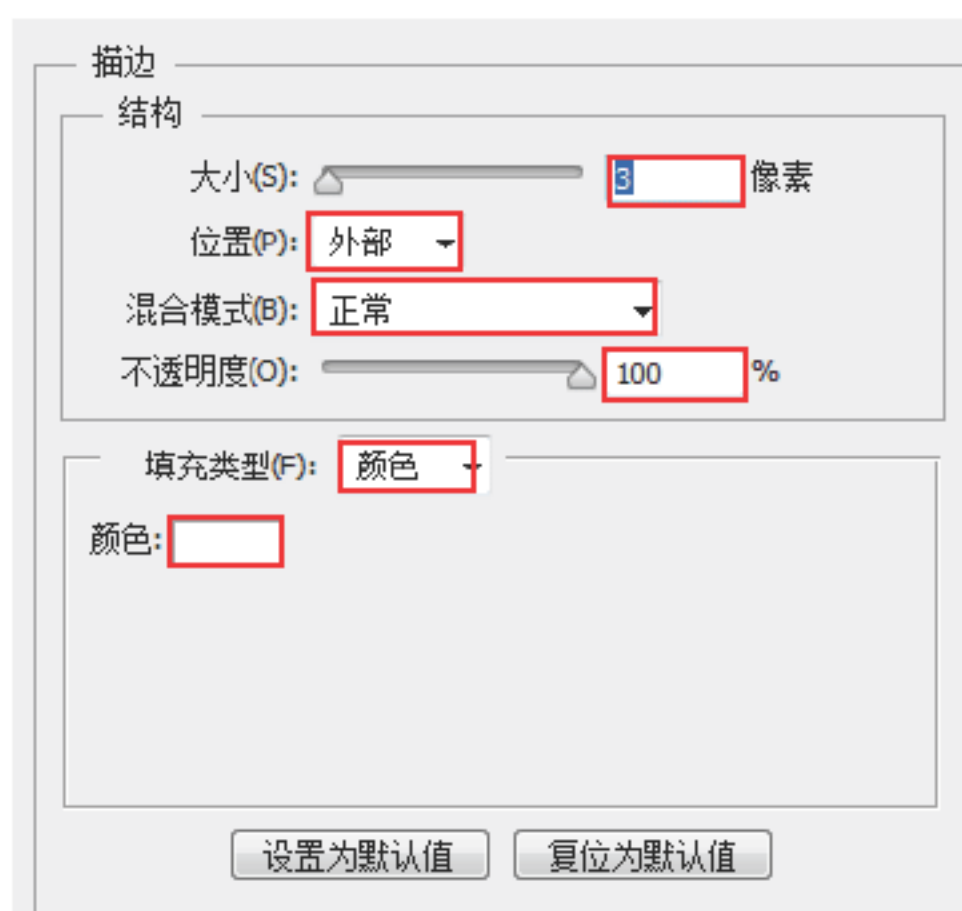 描边
结构
大小(S): 3 像素
位置(P): 外部
混合模式(B): 正常
不透明度(O): 100 %
填充类型(F): 颜色
颜色:
设置为默认值 复位为默认值